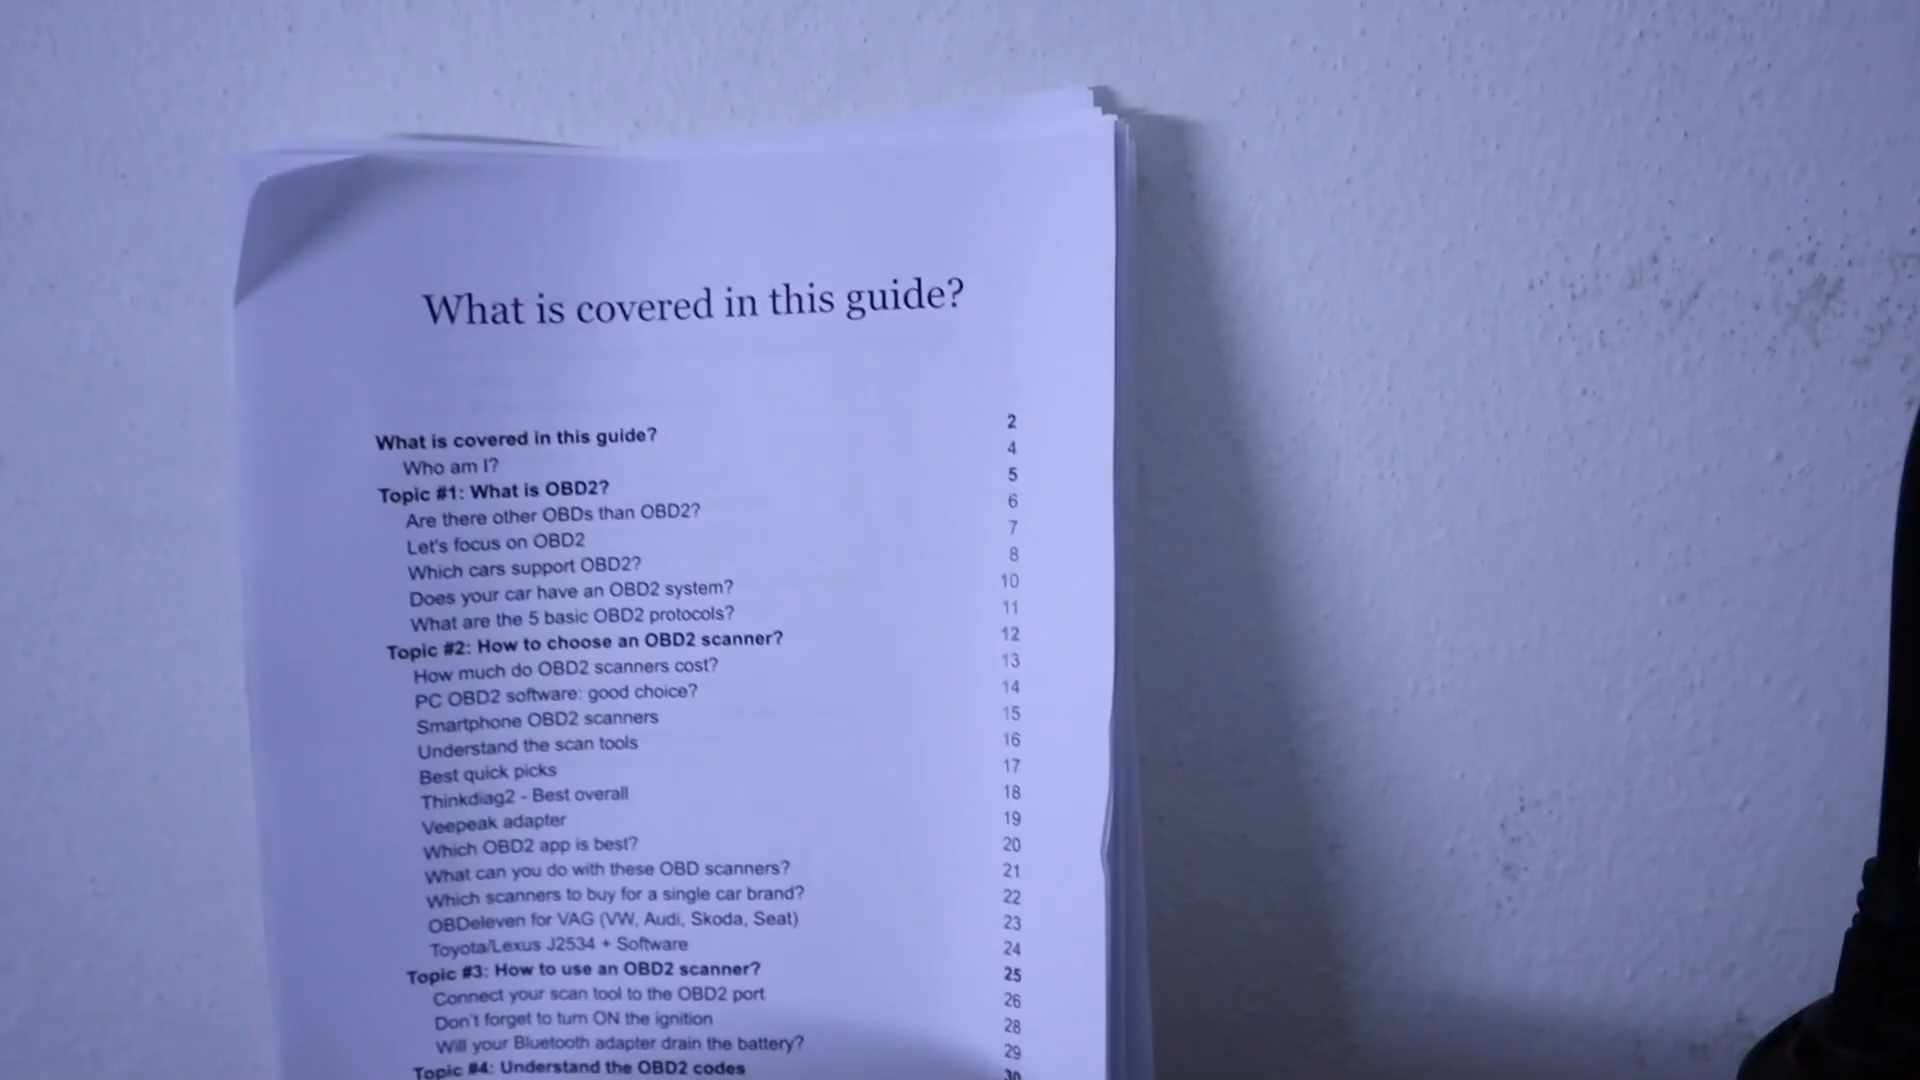 What is covered in this guide?
What is covered in this guide? 2
Who am I? 4
Topic #1: What is OBD2? 5
Are there other OBDs than OBD2? 6
Let's focus on OBD2 7
Which cars support OBD2? 8
Does your car have an OBD2 system? 10
What are the 5 basic OBD2 protocols? 11
Topic #2: How to choose an OBD2 scanner? 12
How much do OBD2 scanners cost? 13
PC OBD2 software: good choice? 14
Smartphone OBD2 scanners 15
Understand the scan tools 16
Best quick picks 17
Thinkdiag2 - Best overall 18
Veepeak adapter 19
Which OBD2 app is best? 20
What can you do with these OBD scanners? 21
Which scanners to buy for a single car brand? 22
OBDeleven for VAG (VW, Audi, Skoda, Seat) 23
Toyota/Lexus J2534 + Software 24
Topic #3: How to use an OBD2 scanner? 25
Connect your scan tool to the OBD2 port 26
Don't forget to turn ON the ignition 28
Will your Bluetooth adapter drain the battery? 29
Topic #4: Understand the OBD2 codes 30